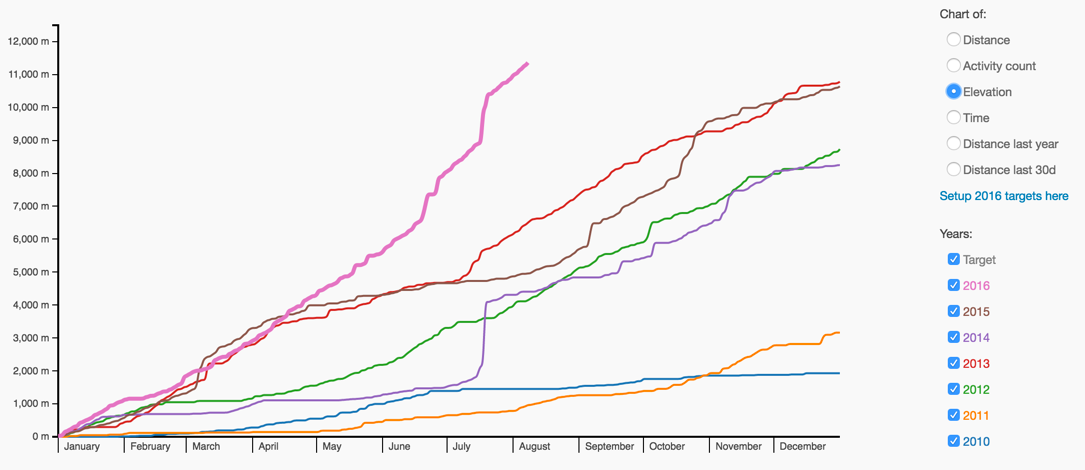 12,000 m
11,000 m
10,000 m
9,000 m
8,000 m
7,000 m
6,000 m
5,000 m
4,000 m
3,000 m
2,000 m
1,000 m
0 m
January February March April May June July August September October November December
Chart of:
Distance
Activity count
Elevation
Time
Distance last year
Distance last 30d
Setup 2016 targets here
Years:
Target
2016
2015
2014
2013
2012
2011
2010